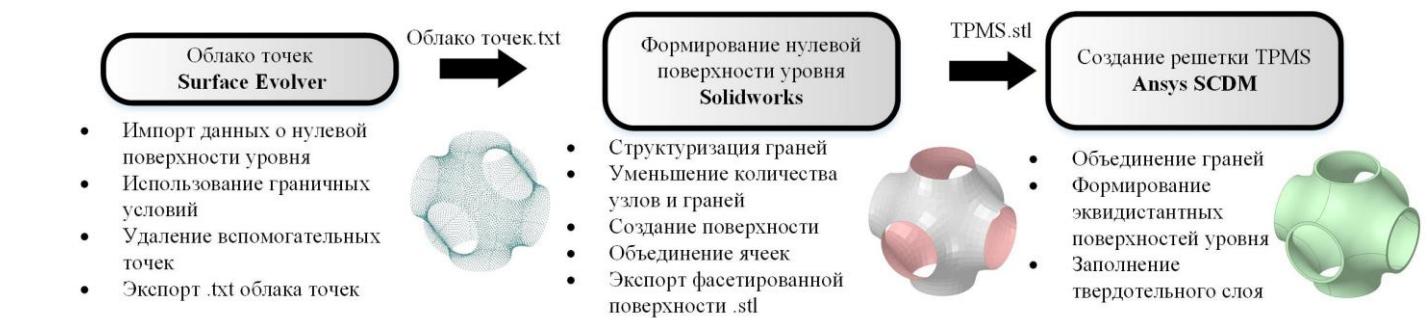 Облако точек
Surface Evolver
Облако точек.txt
Формирование нулевой
поверхности уровня
Solidworks
TPMS.stl
Создание решетки TPMS
Ansys SCDM
• Импорт данных о нулевой
поверхности уровня
• Использование граничных
условий
• Удаление вспомогательных
точек
• Экспорт .txt облака точек
• Структуризация граней
• Уменьшение количества
узлов и граней
• Создание поверхности
• Объединение ячеек
• Экспорт фасетированной
поверхности .stl
• Объединение граней
• Формирование
эквидистантных
поверхностей уровня
• Заполнение
твердотельного слоя